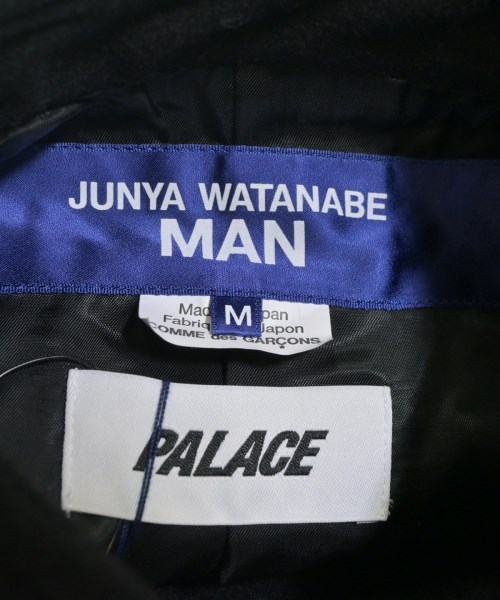 JUNYA WATANABE
MAN
M
COMME des GARÇONS
PALACE